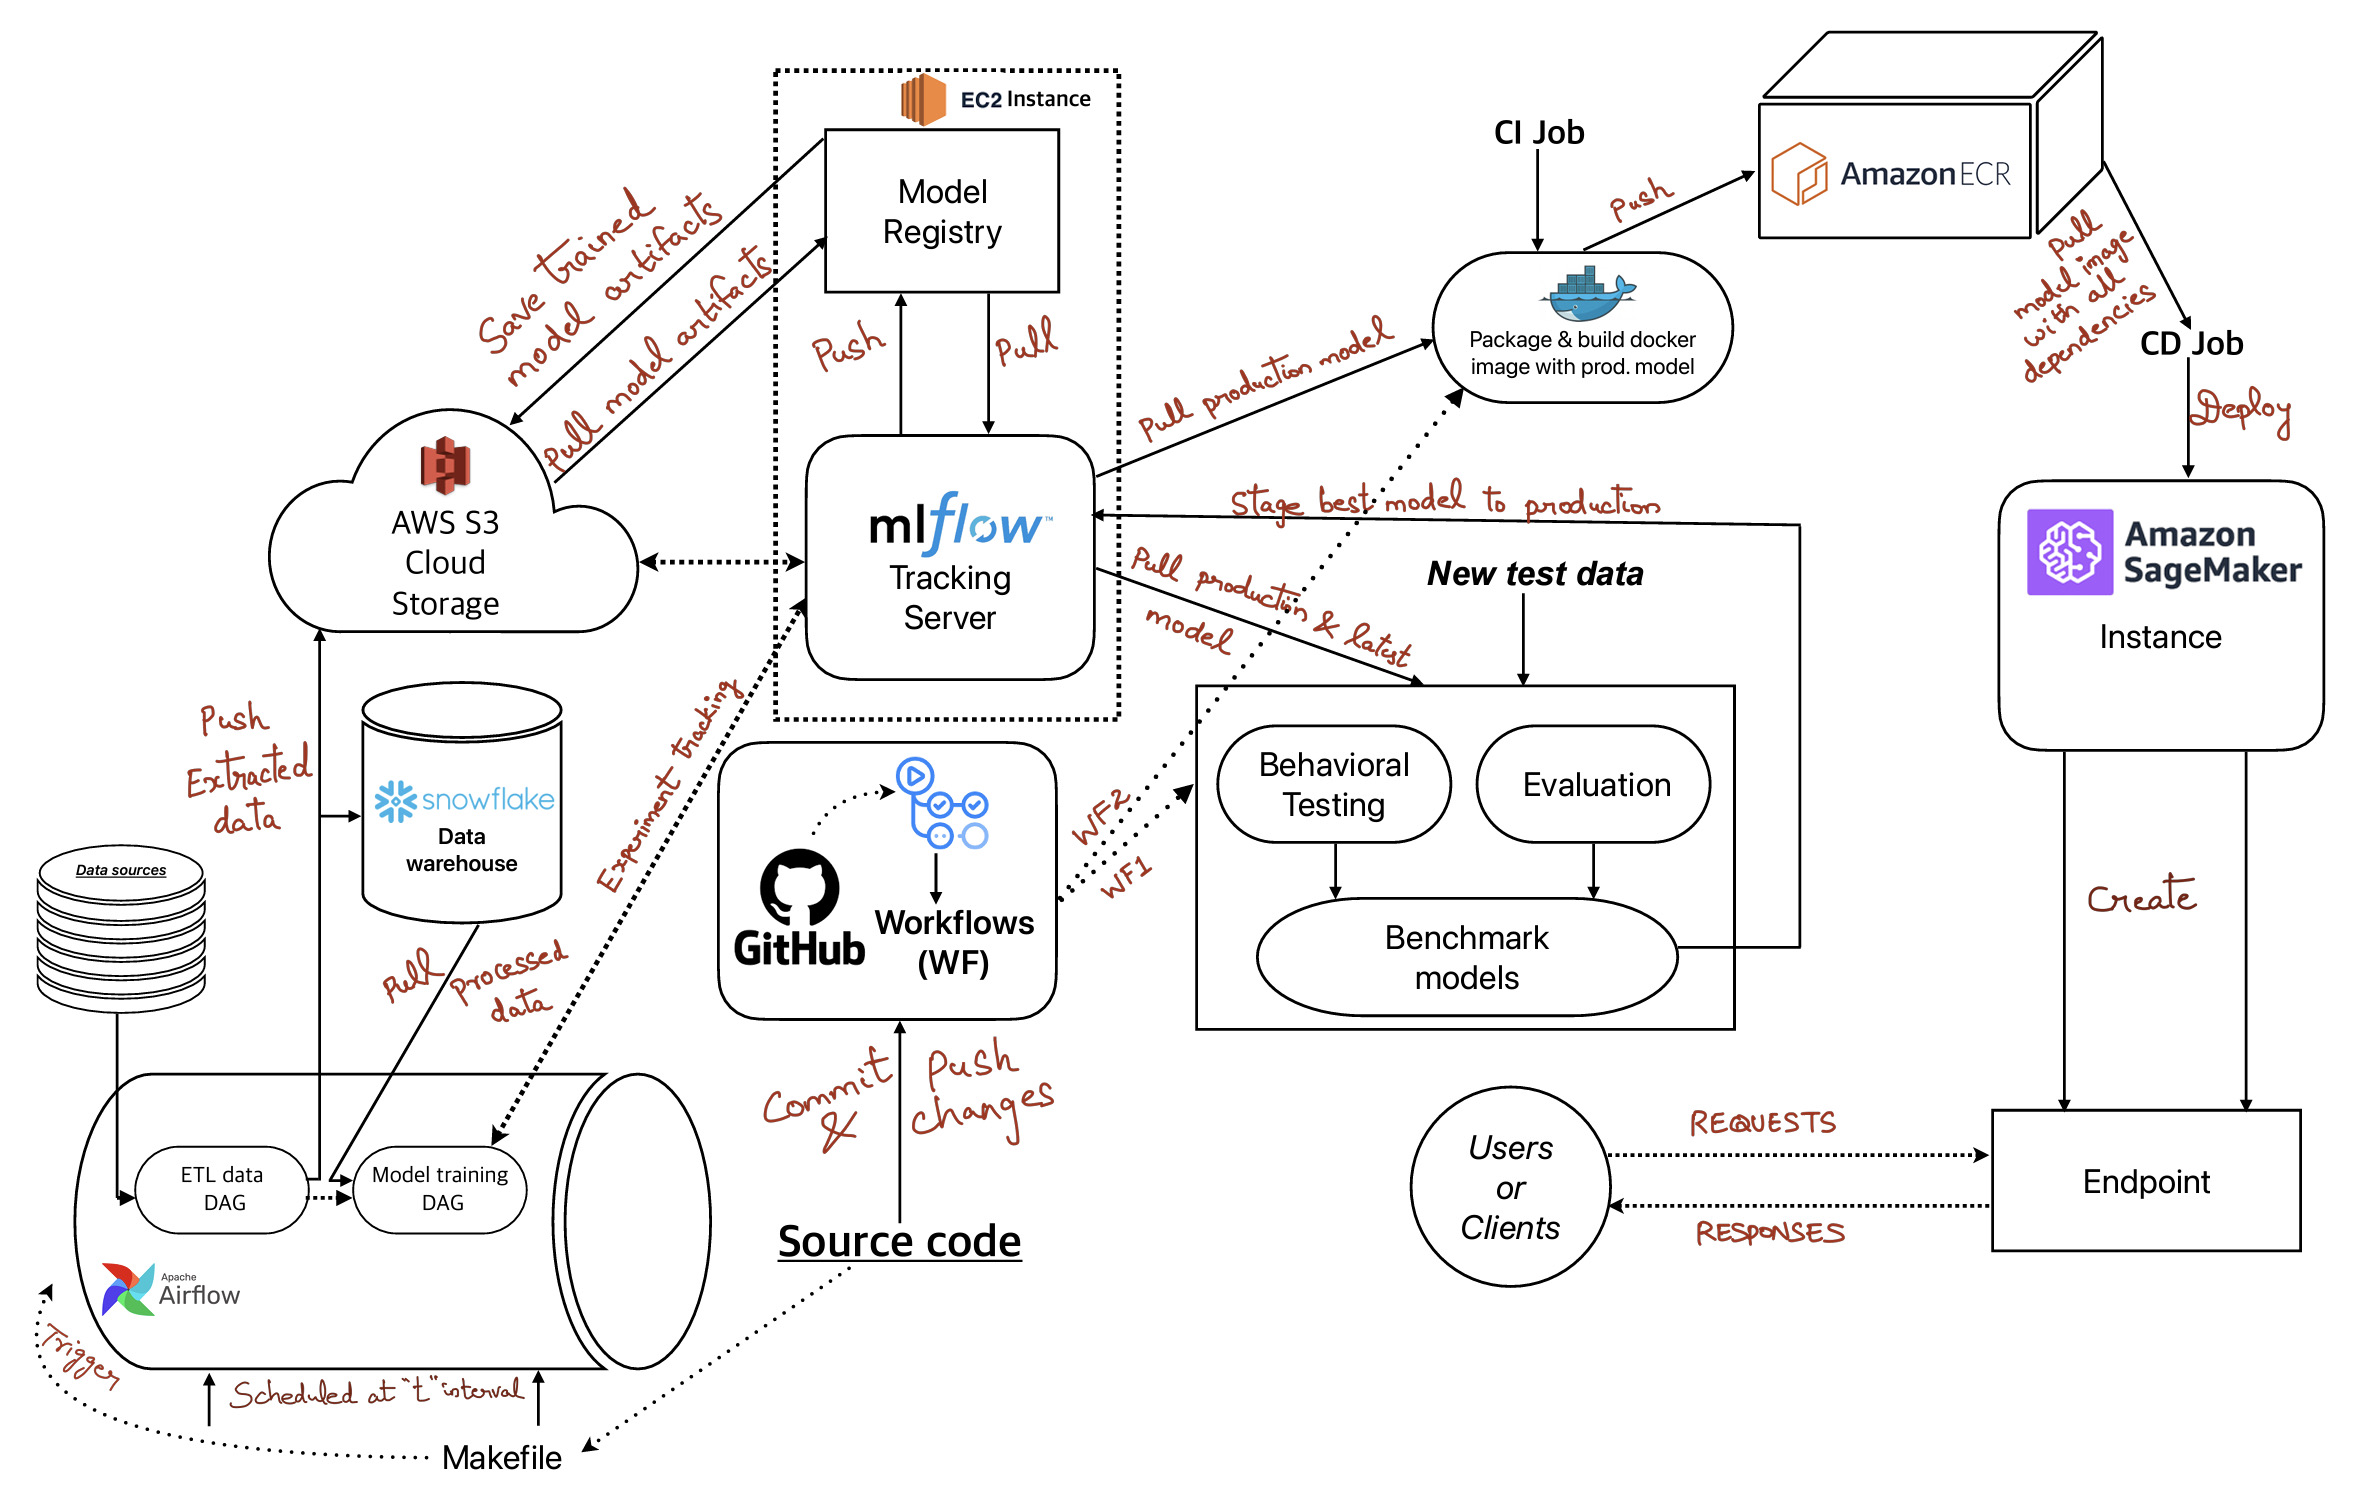 EC2 Instance
Model
Registry
Save trained
model artifacts
Pull model artifacts
Push
Pull
AWS S3
Cloud
Storage
mlflow™
Tracking
Server
CI Job
Push
Amazon ECR
Pull
model image
with all
dependencies
CD Job
Deploy
Package & build docker
image with prod. model
Pull production model
Stage best model to production
Pull production & latest
model
New test data
Amazon
SageMaker
Instance
Push
Extracted
data
snowflake
Data
warehouse
Experiment tracking
Data sources
Pull processed
data
GitHub
Workflows
(WF)
WF2
WF1
Behavioral
Testing
Evaluation
Benchmark
models
Create
Commit
&
Push
changes
ETL data
DAG
Model training
DAG
Apache
Airflow
Trigger
Scheduled at "t" interval
Makefile
Source code
Users
or
Clients
REQUESTS
RESPONSES
Endpoint